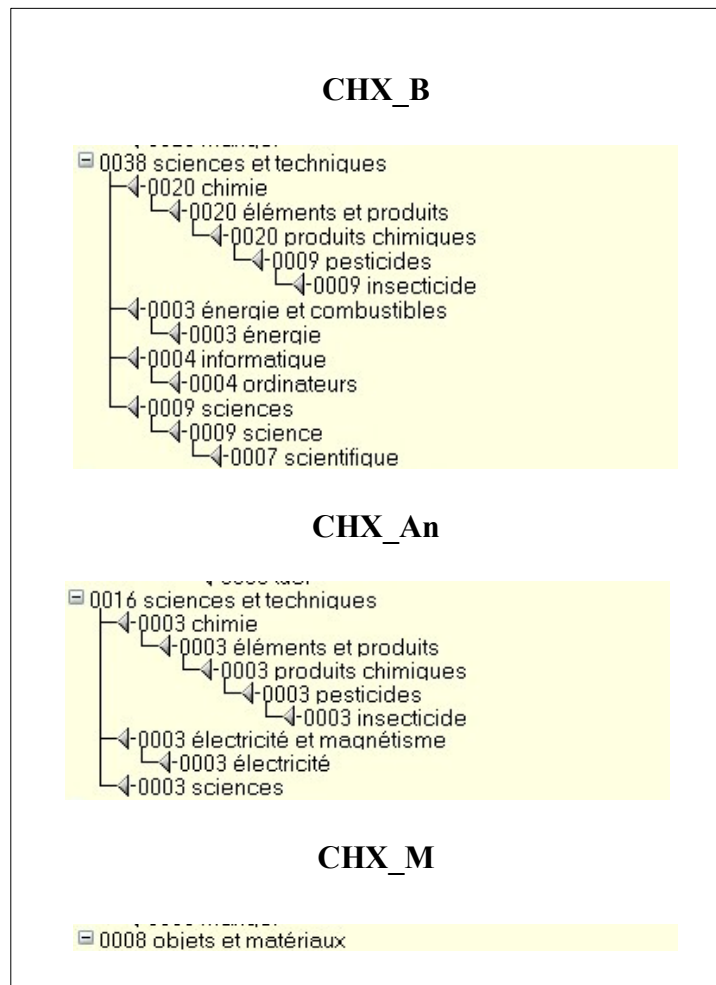 CHX_B
0038 sciences et techniques
0020 chimie
0020 éléments et produits
0020 produits chimiques
0009 pesticides
0009 insecticide
0003 énergie et combustibles
0003 énergie
0004 informatique
0004 ordinateurs
0009 sciences
0009 science
0007 scientifique
CHX_An
0016 sciences et techniques
0003 chimie
0003 éléments et produits
0003 produits chimiques
0003 pesticides
0003 insecticide
0003 électricité et magnétisme
0003 électricité
0003 sciences
CHX_M
0008 objets et matériaux